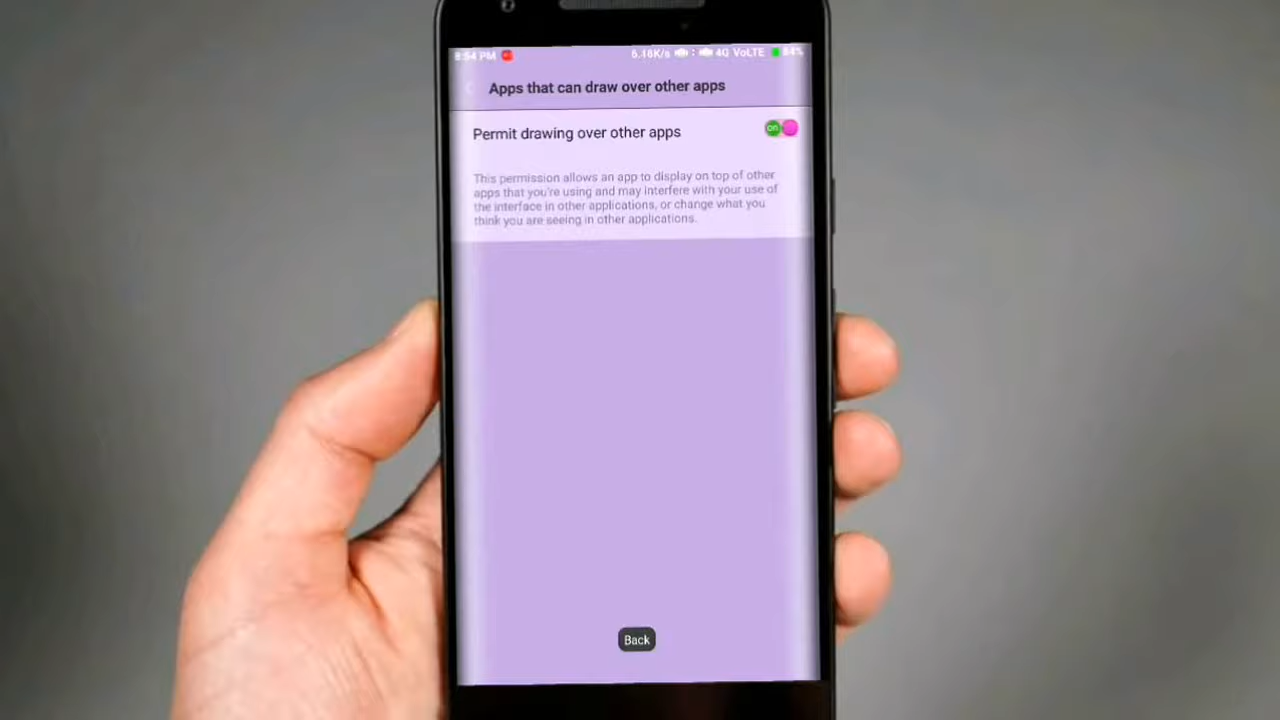 8:54 PM 5.16K/s 4G VoLTE 84%
Apps that can draw over other apps
Permit drawing over other apps
on
This permission allows an app to display on top of other
apps that you're using and may interfere with your use of
the interface in other applications, or change what you
think you are seeing in other applications.
Back